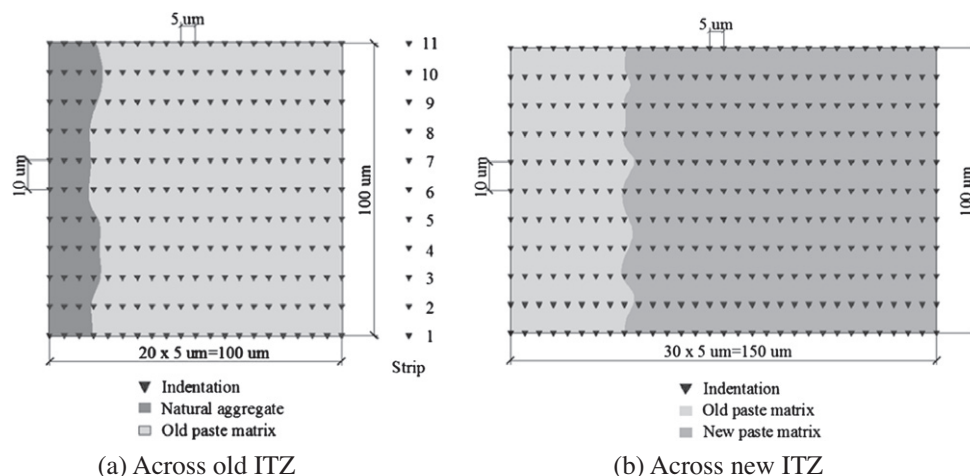 5 um
11
10
9
8
7
6
5
4
3
2
1
Strip
10 um
100 um
20 x 5 um=100 um
Indentation
Natural aggregate
Old paste matrix
(a) Across old ITZ
5 um
10 um
100 um
30 x 5 um=150 um
Indentation
Old paste matrix
New paste matrix
(b) Across new ITZ